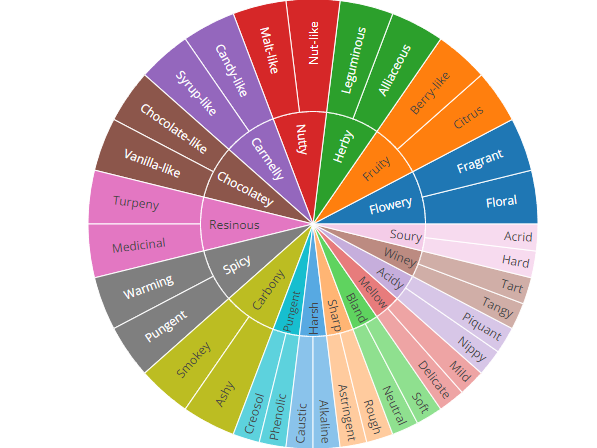 Floral
Fragrant
Citrus
Berry-like
Alliaceous
Leguminous
Nut-like
Malt-like
Candy-like
Syrup-like
Chocolate-like
Vanilla-like
Turpeny
Medicinal
Warming
Pungent
Smokey
Ashy
Creosol
Phenolic
Caustic
Alkaline
Astringent
Rough
Neutral
Soft
Delicate
Mild
Nippy
Piquant
Tangy
Tart
Hard
Acrid
Flowery
Fruity
Herby
Nutty
Carmelly
Chocolatey
Resinous
Spicy
Carbony
Pungent
Harsh
Sharp
Bland
Mellow
Acidy
Winey
Soury